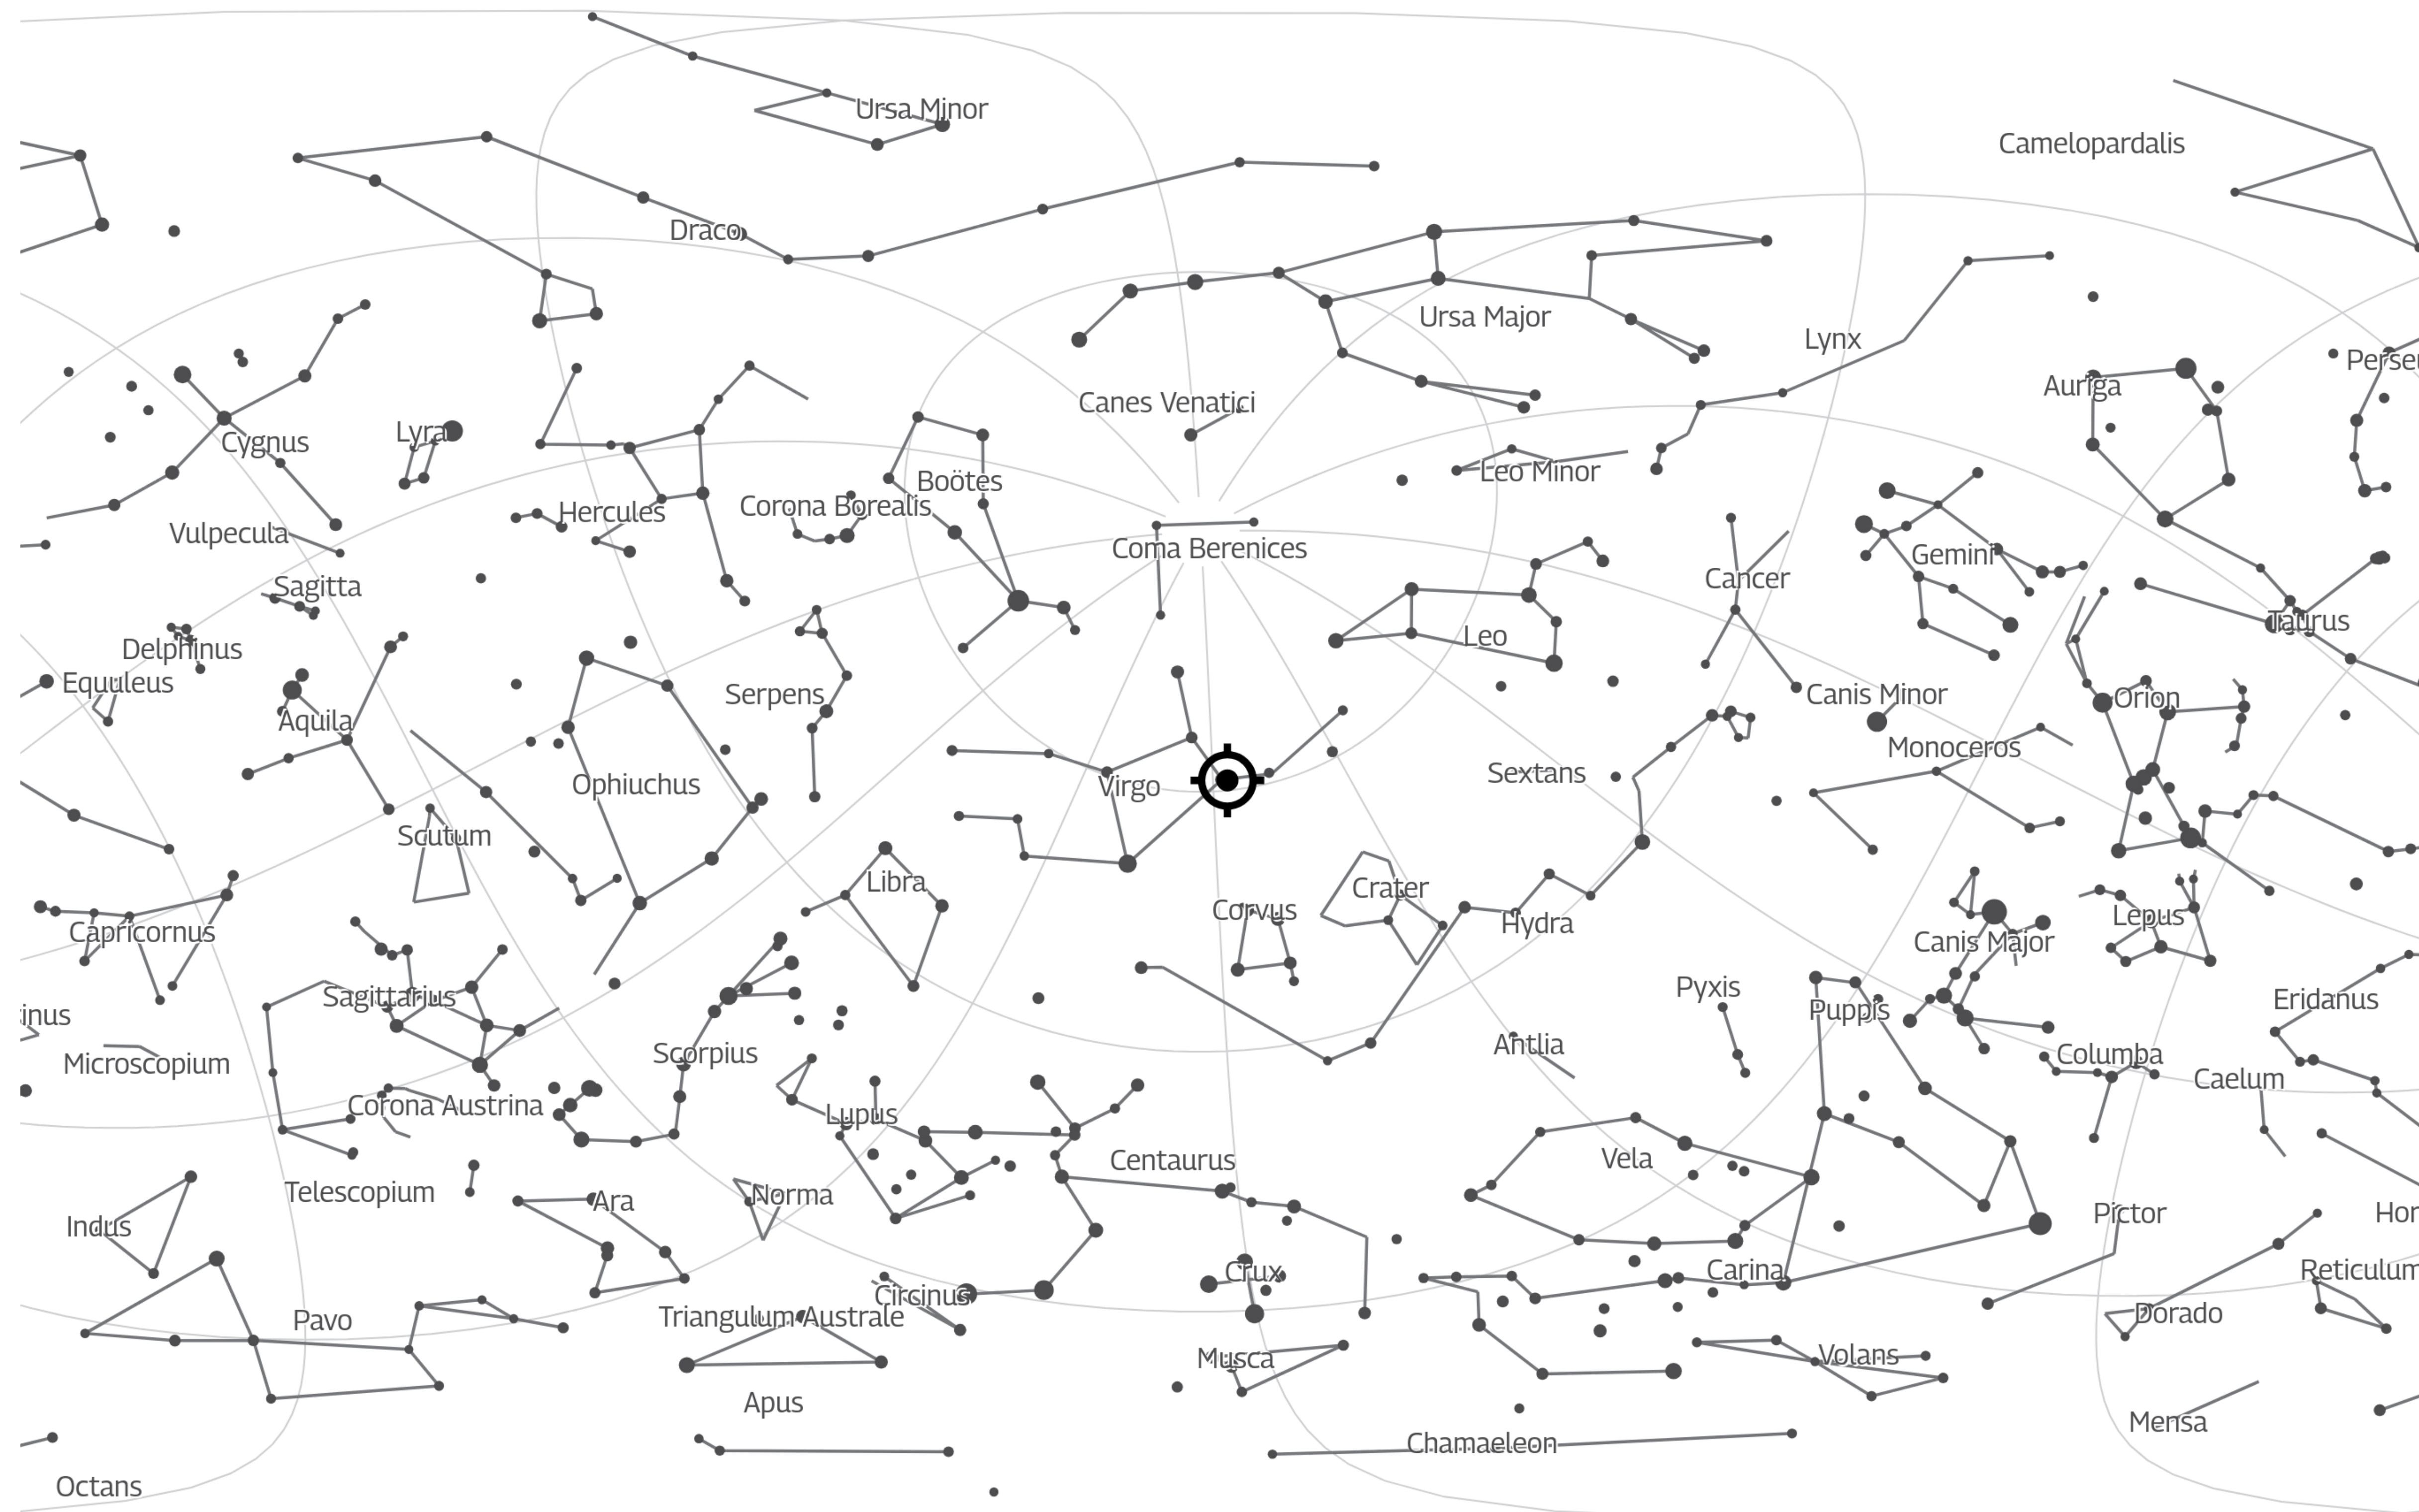 Ursa Minor
Camelopardalis
Draco
Ursa Major
Lynx
Perse
Auriga
Canes Venatici
Lyra
Cygnus
Leo Minor
Boötes
Corona Borealis
Hercules
Vulpecula
Coma Berenices
Gemini
Cancer
Sagitta
Taurus
Leo
Delphinus
Equuleus
Serpens
Canis Minor
Orion
Aquila
Monoceros
Sextans
Ophiuchus
Virgo
Scutum
Libra
Crater
Corvus
Lepus
Hydra
Capricornus
Canis Major
Pyxis
Sagittarius
Eridanus
Puppis
inus
Antlia
Scorpius
Columba
Microscopium
Caelum
Corona Austrina
Lupus
Vela
Centaurus
Telescopium
Norma
Ara
Pictor
Hor
Indus
Carina
Crux
Reticulum
Circinus
Dorado
Triangulum Australe
Pavo
Volans
Musca
Apus
Mensa
Chamaeleon
Octans